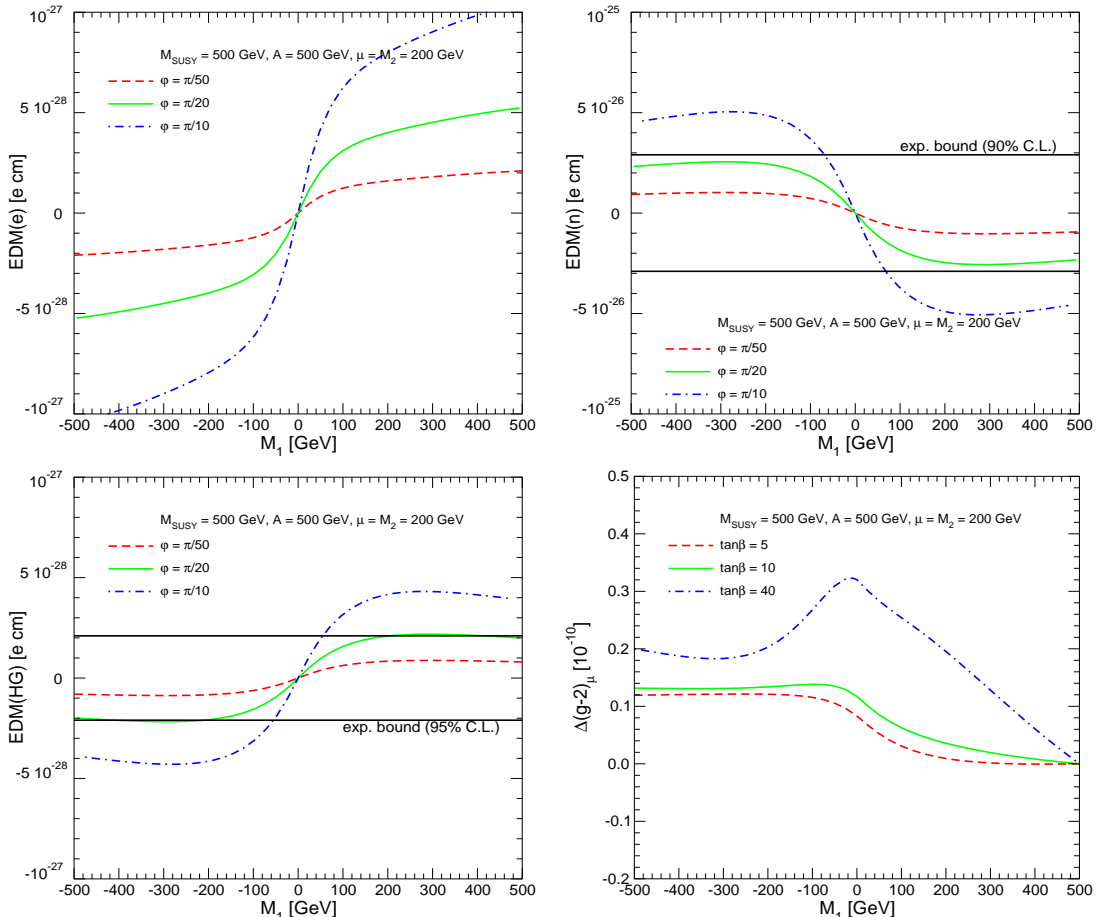 10^-27
M_SUSY = 500 GeV, A = 500 GeV, μ = M_2 = 200 GeV
φ = π/50
φ = π/20
φ = π/10
5 10^-28
0
-5 10^-28
-10^-27
EDM(e) [e cm]
-500 -400 -300 -200 -100 0 100 200 300 400 500
M_1 [GeV]
10^-25
5 10^-26
exp. bound (90% C.L.)
0
-5 10^-26
-10^-25
EDM(n) [e cm]
M_SUSY = 500 GeV, A = 500 GeV, μ = M_2 = 200 GeV
φ = π/50
φ = π/20
φ = π/10
-500 -400 -300 -200 -100 0 100 200 300 400 500
M_1 [GeV]
10^-27
M_SUSY = 500 GeV, A = 500 GeV, μ = M_2 = 200 GeV
φ = π/50
φ = π/20
φ = π/10
5 10^-28
0
exp. bound (95% C.L.)
-5 10^-28
-10^-27
EDM(HG) [e cm]
-500 -400 -300 -200 -100 0 100 200 300 400 500
M_1 [GeV]
0.5
M_SUSY = 500 GeV, A = 500 GeV, μ = M_2 = 200 GeV
tanβ = 5
tanβ = 10
tanβ = 40
0.4
0.3
0.2
0.1
0.0
-0.1
-0.2
Δ(g-2)_μ [10^-10]
-500 -400 -300 -200 -100 0 100 200 300 400 500
M_1 [GeV]